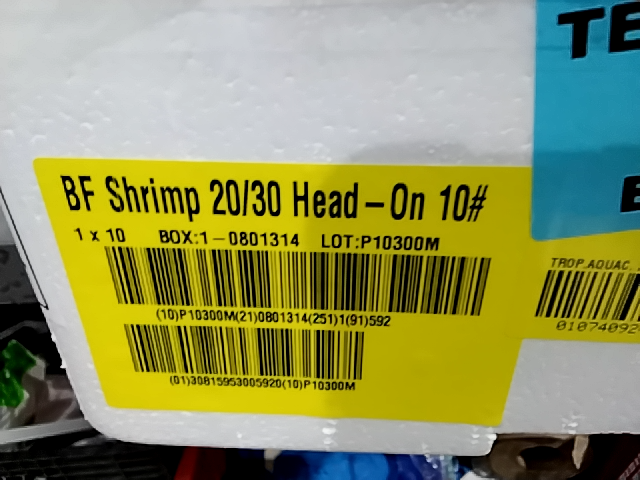 BF Shrimp 20/30 Head-On 10#
1 x 10 BOX:1-0801314 LOT:P10300M
(10)P10300M(21)0801314(251)1(91)592
(01)30815953005920(10)P10300M
TE
E
TROP.AQUAC.
01074092